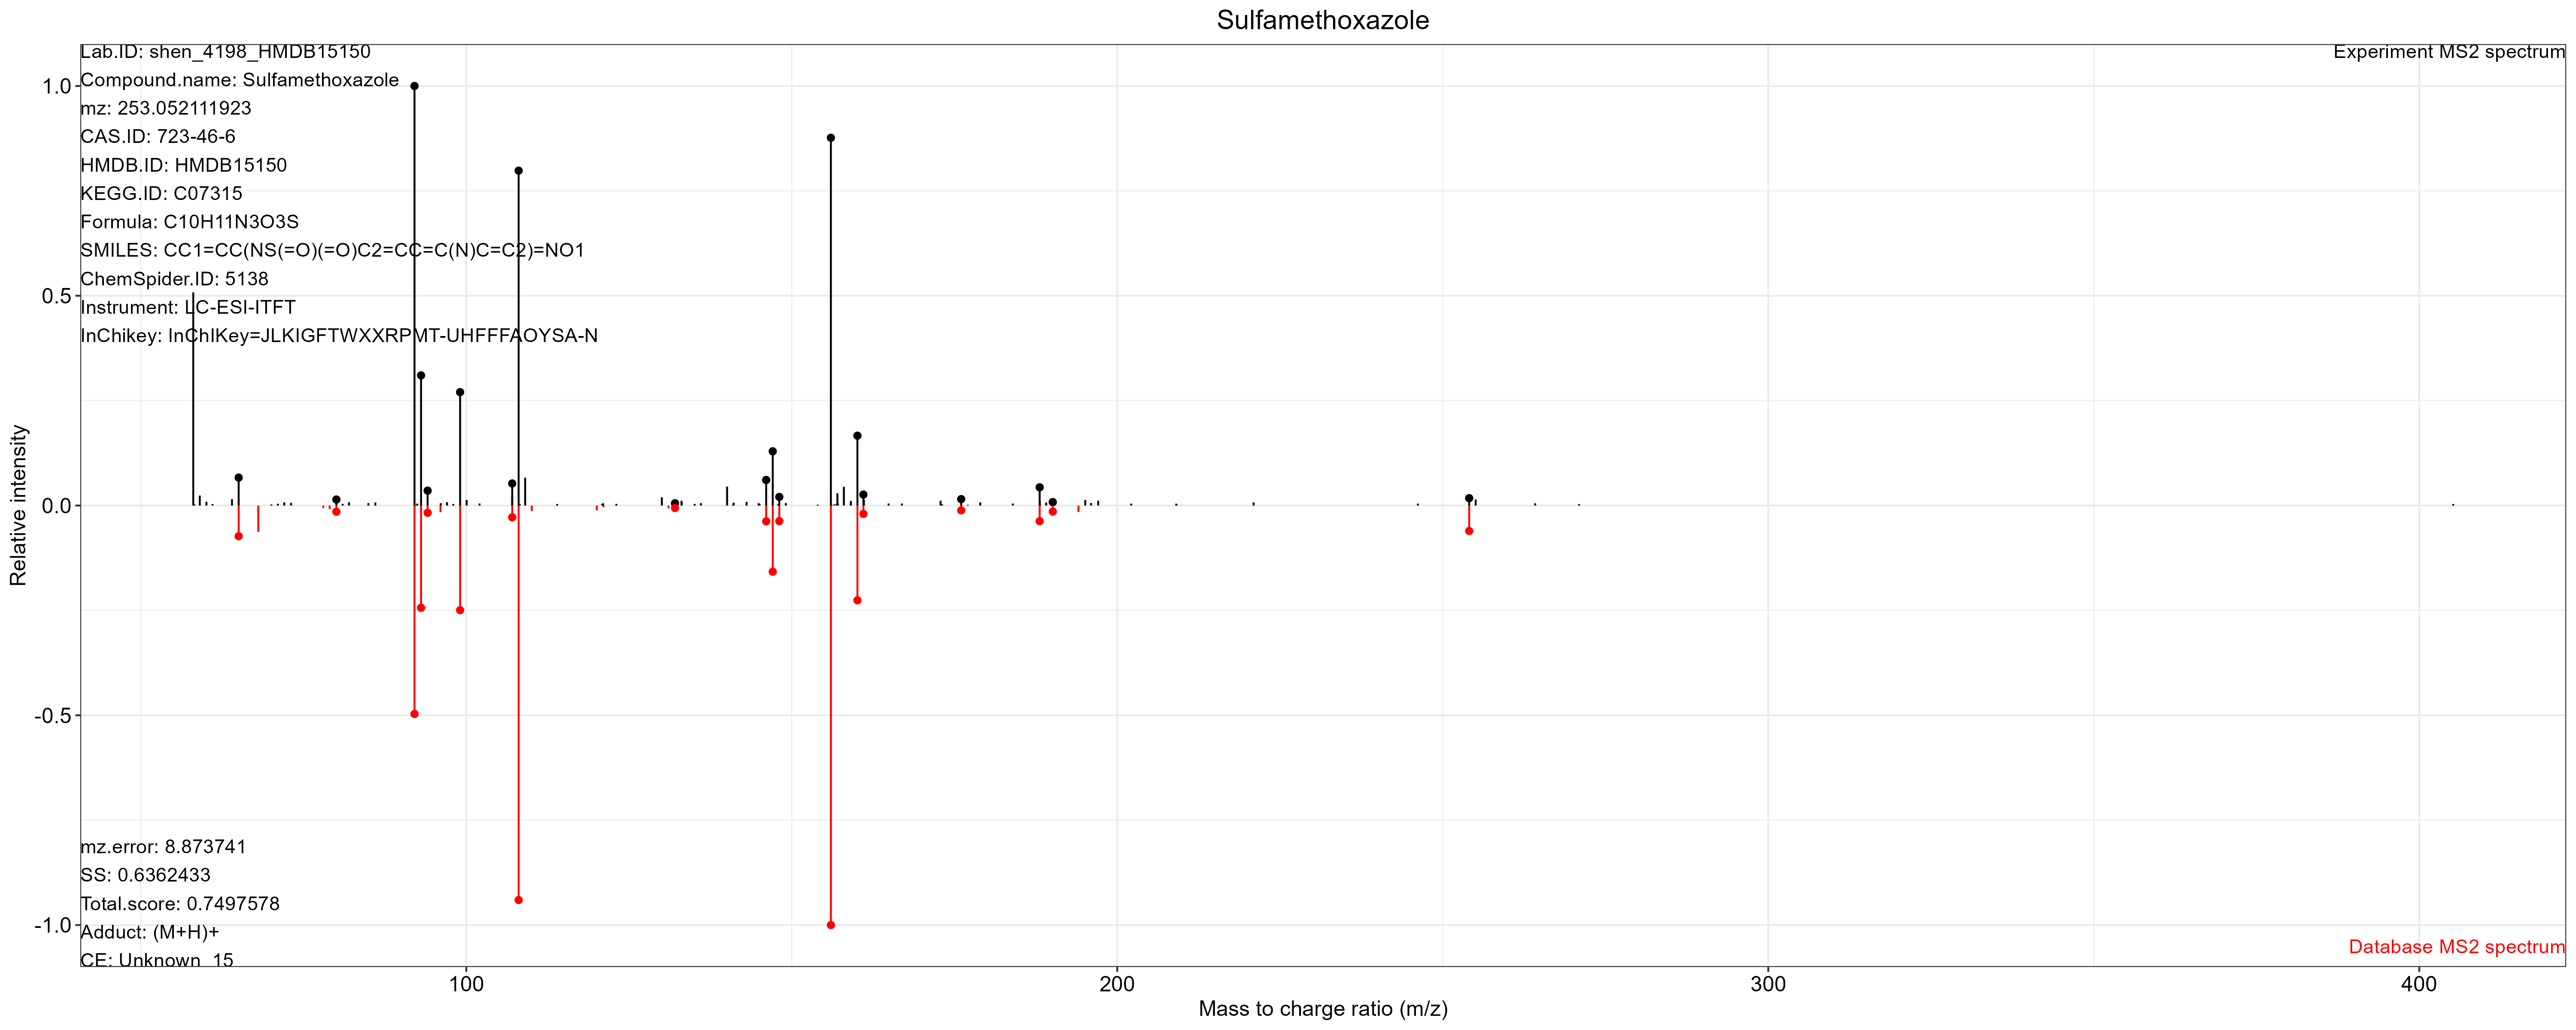 Sulfamethoxazole
Lab.ID: shen_4198_HMDB15150
Experiment MS2 spectrum
Compound.name: Sulfamethoxazole
mz: 253.052111923
CAS.ID: 723-46-6
HMDB.ID: HMDB15150
KEGG.ID: C07315
Formula: C10H11N3O3S
SMILES: CC1=CC(NS(=O)(=O)C2=CC=C(N)C=C2)=NO1
ChemSpider.ID: 5138
Instrument: LC-ESI-ITFT
InChikey: InChIKey=JLKIGFTWXXRPMT-UHFFFAOYSA-N
1.0
0.5
0.0
-0.5
-1.0
Relative intensity
mz.error: 8.873741
SS: 0.6362433
Total.score: 0.7497578
Adduct: (M+H)+
CE: Unknown_15
Database MS2 spectrum
100
200
300
400
Mass to charge ratio (m/z)